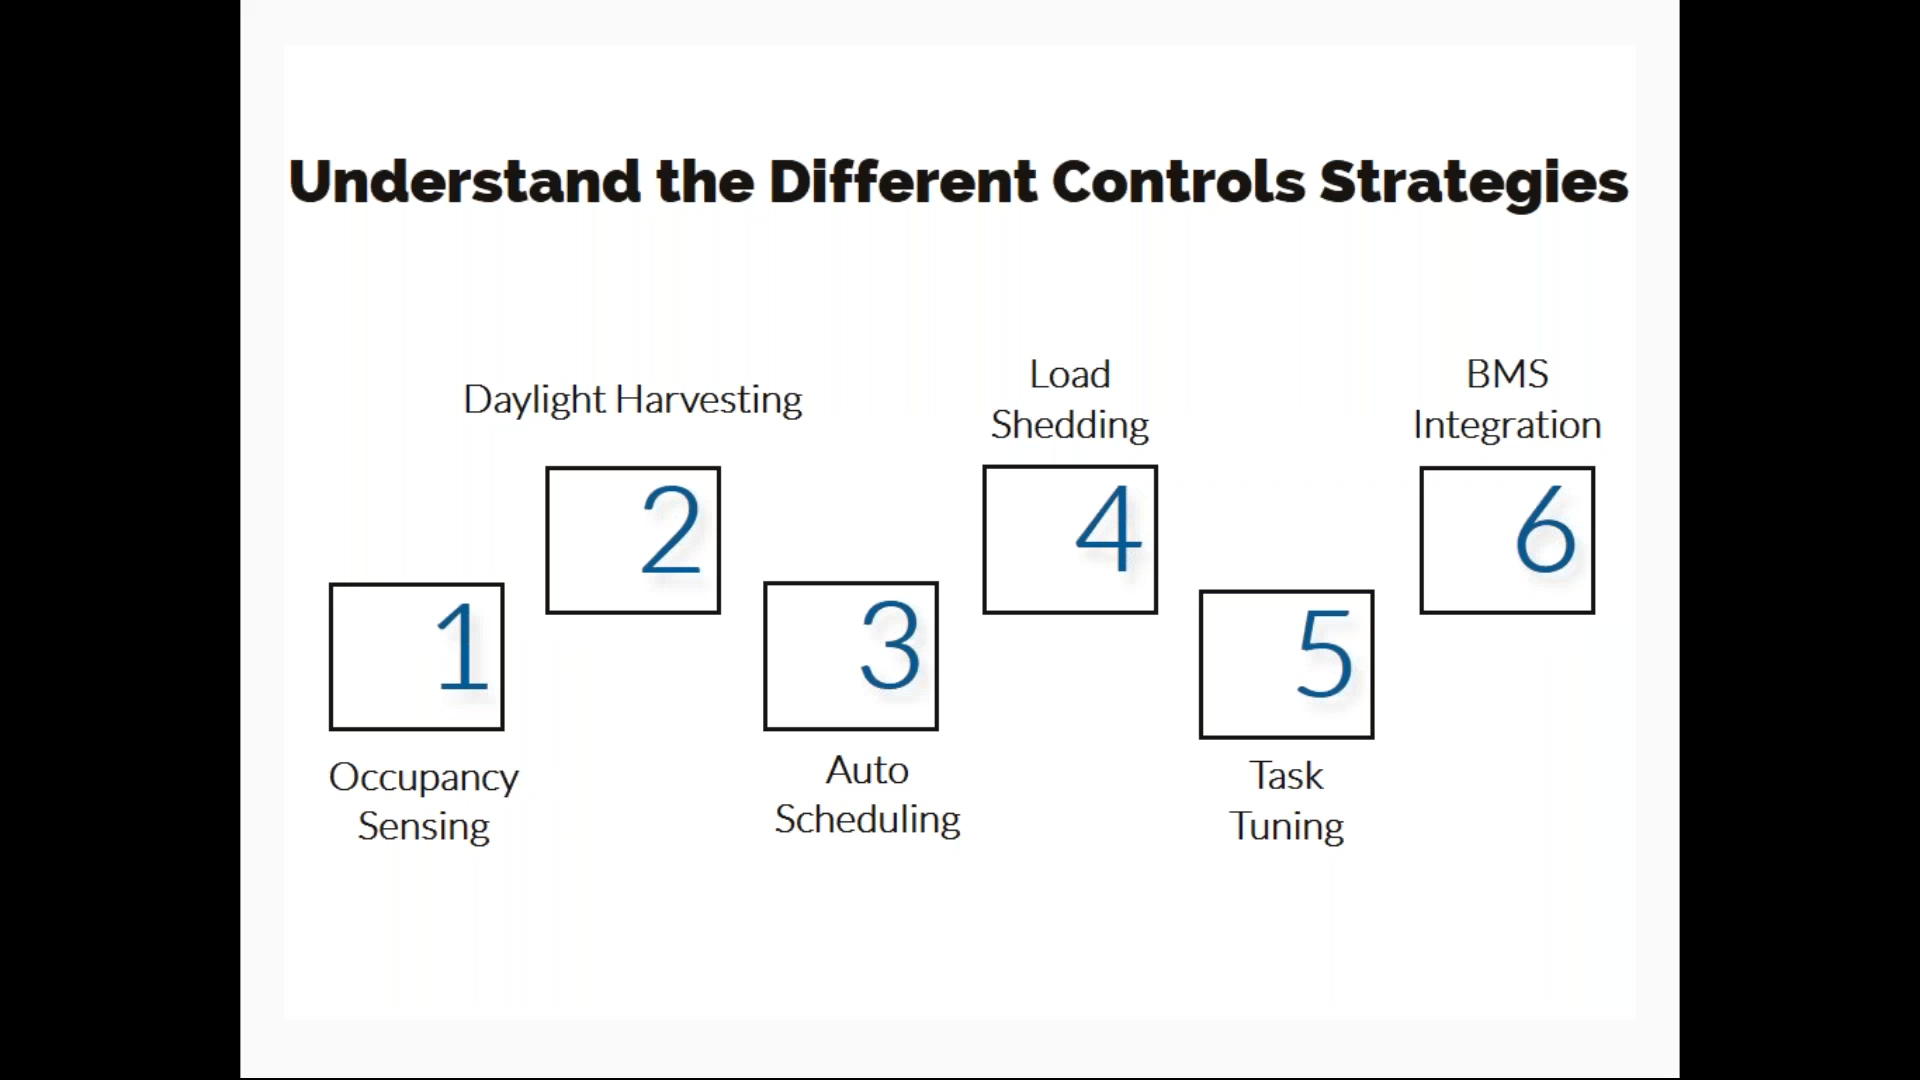 Understand the Different Controls Strategies
1
Occupancy
Sensing
Daylight Harvesting
2
3
Auto
Scheduling
Load
Shedding
4
5
Task
Tuning
BMS
Integration
6